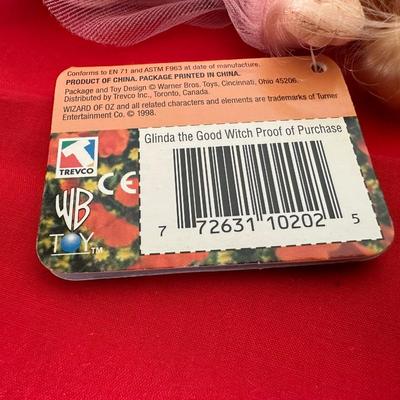 Conforms to EN 71 and ASTM F963 at date of manufacture.
PRODUCT OF CHINA. PACKAGE PRINTED IN CHINA.
Package and Toy Design © Warner Bros. Toys, Cincinnati, Ohio 45206.
Distributed by Trevco Inc., Toronto, Canada.
WIZARD OF OZ and all related characters and elements are trademarks of Turner
Entertainment Co. © 1998.
Glinda the Good Witch Proof of Purchase
TREVCO
CE
WB
TOY™
7 72631 10202 5